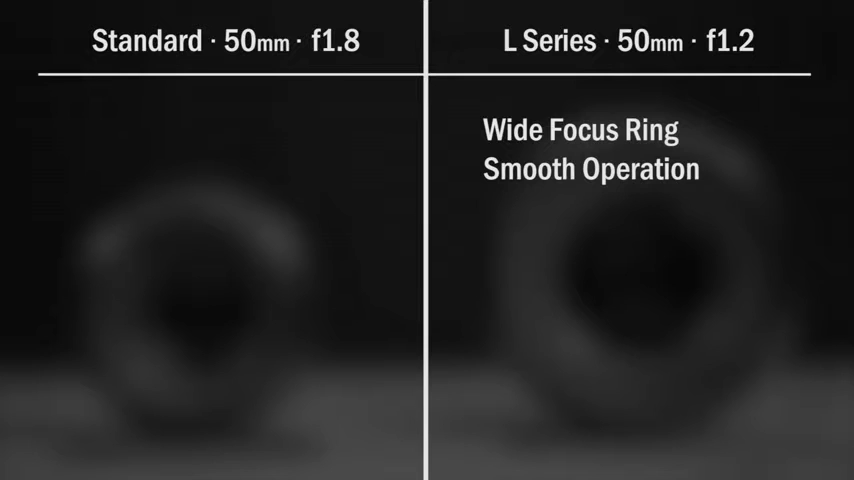 Standard · 50mm · f1.8
L Series · 50mm · f1.2
Wide Focus Ring
Smooth Operation